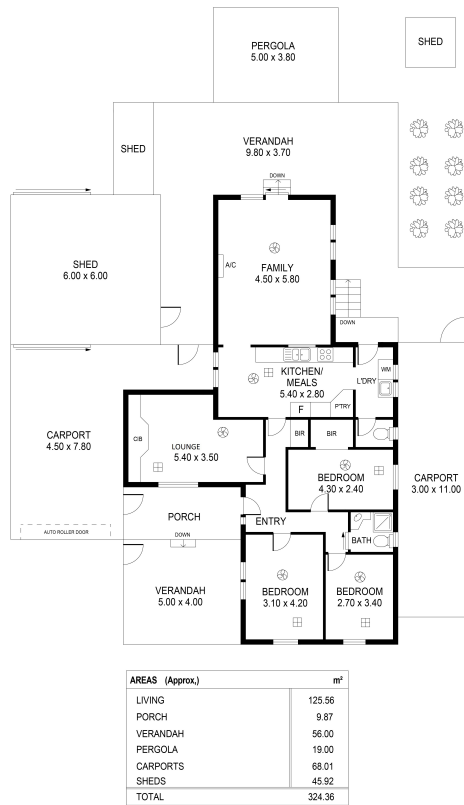 PERGOLA
5.00 x 3.80
SHED
SHED
VERANDAH
9.80 x 3.70
DOWN
SHED
6.00 x 6.00
A/C
FAMILY
4.50 x 5.80
DOWN
KITCHEN/
MEALS
5.40 x 2.80
L'DRY
WM
F
P'TRY
CARPORT
4.50 x 7.80
CIB
LOUNGE
5.40 x 3.50
BIR
BIR
BEDROOM
4.30 x 2.40
CARPORT
3.00 x 11.00
PORCH
ENTRY
AUTO ROLLER DOOR
DOWN
BATH
VERANDAH
5.00 x 4.00
BEDROOM
3.10 x 4.20
BEDROOM
2.70 x 3.40
AREAS (Approx,) m²
LIVING 125.56
PORCH 9.87
VERANDAH 56.00
PERGOLA 19.00
CARPORTS 68.01
SHEDS 45.92
TOTAL 324.36